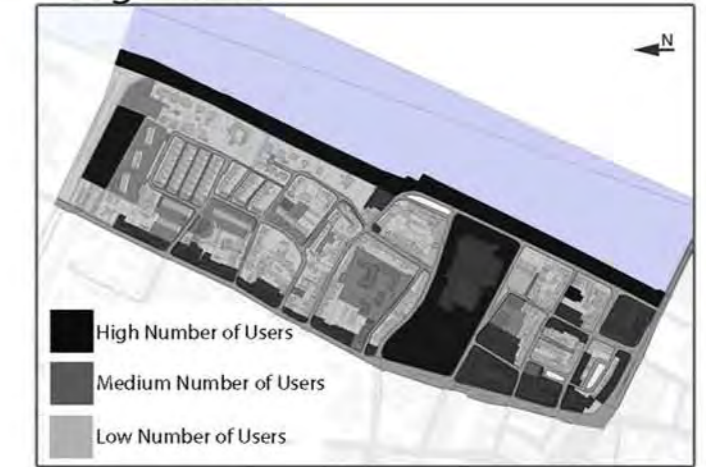 N
High Number of Users
Medium Number of Users
Low Number of Users